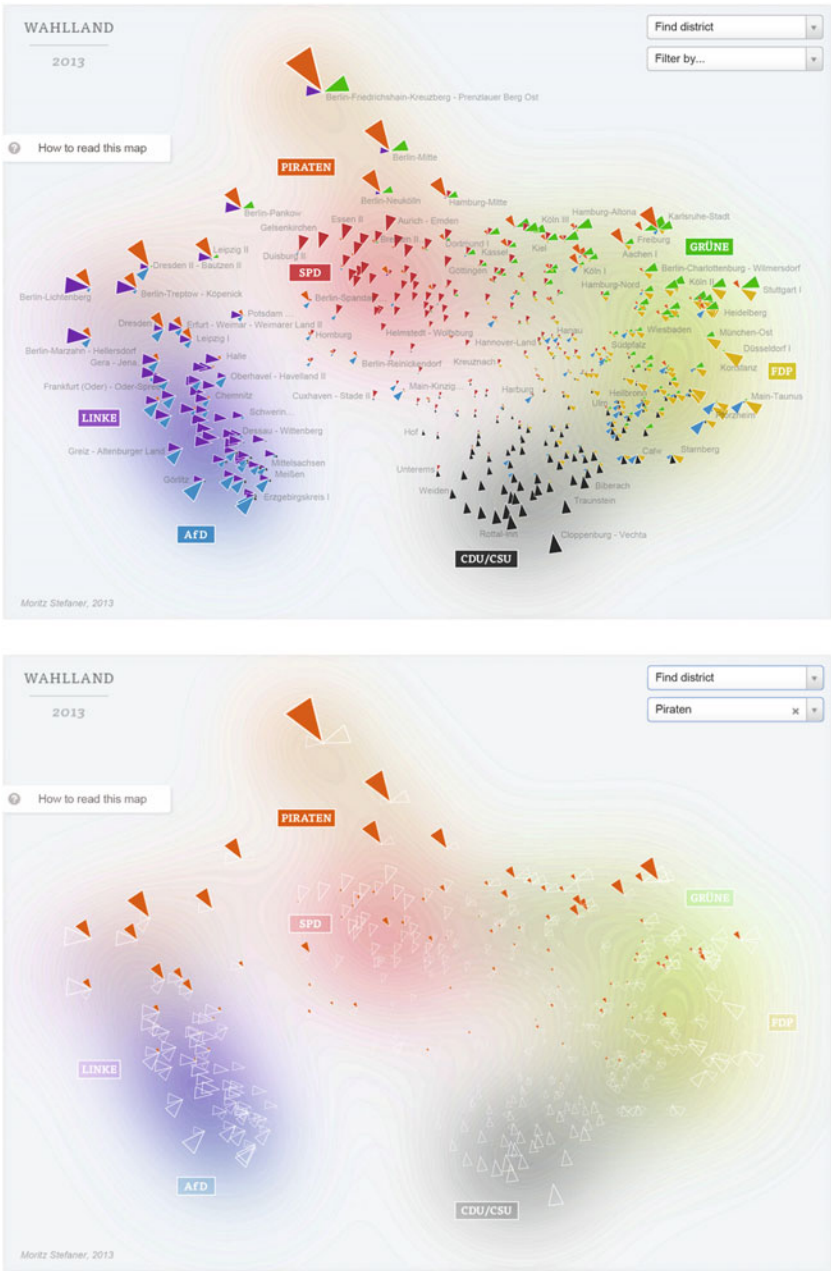 WAHLLAND
2013
Find district
Filter by...
How to read this map
Berlin-Friedrichshain-Kreuzberg - Prenzlauer Berg Ost
Berlin-Mitte
PIRATEN
Berlin-Neukölln
Hamburg-Mitte
Berlin-Pankow
Essen II
Aurich - Emden
Köln III
Hamburg-Altona
Karlsruhe-Stadt
Gelsenkirchen
Bremen II
Dortmund I
Kiel
Freiburg
GRÜNE
Leipzig II
Duisburg II
Kassel
Aachen I
Dresden II - Bautzen II
SPD
Göttingen
Köln I
Berlin-Charlottenburg - Wilmersdorf
Berlin-Lichtenberg
Berlin-Treptow - Köpenick
Berlin-Spandau
Hamburg-Nord
Köln II
Stuttgart I
Potsdam ...
Heidelberg
Dresden
Erfurt - Weimar - Weimarer Land II
Homburg
Helmstedt - Wolfsburg
Hanau
Wiesbaden
München-Ost
Leipzig I
Hannover-Land I
Südpfalz
Düsseldorf I
Berlin-Marzahn - Hellersdorf
Halle
Gera - Jena...
Berlin-Reinickendorf
Kreuznach
Konstanz
FDP
Frankfurt (Oder) - Oder-Spree
Oberhavel - Havelland II
Main-Kinzig...
Harburg
Heilbronn
Main-Taunus
Chemnitz
Cuxhaven - Stade II
Ulm
Pforzheim
LINKE
Schwerin...
Dessau - Wittenberg
Hof
Greiz - Altenburger Land
Mittelsachsen
Calw
Starnberg
Görlitz
Meißen
Unterems
Weiden
Biberach
Erzgebirgskreis I
Traunstein
AfD
Rottal-Inn
Cloppenburg - Vechta
CDU/CSU
Moritz Stefaner, 2013
WAHLLAND
2013
Find district
Piraten
How to read this map
PIRATEN
GRÜNE
SPD
FDP
LINKE
AfD
CDU/CSU
Moritz Stefaner, 2013